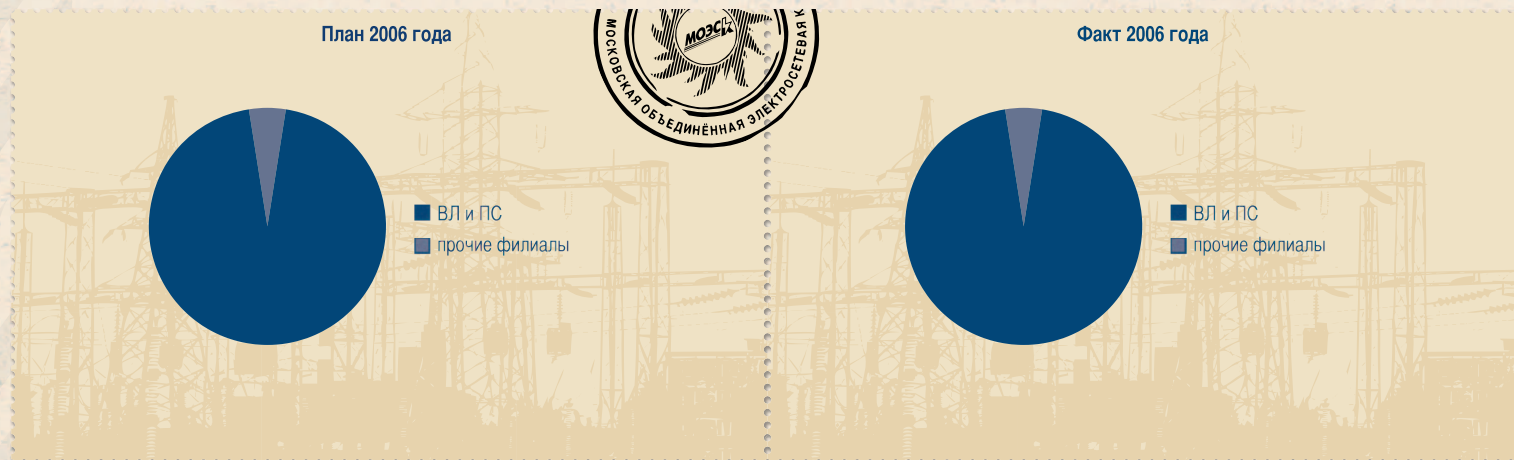 План 2006 года
ВЛ и ПС
прочие филиалы
МОЭСК
МОСКОВСКАЯ ОБЪЕДИНЁННАЯ ЭЛЕКТРОСЕТЕВАЯ К
Факт 2006 года
ВЛ и ПС
прочие филиалы